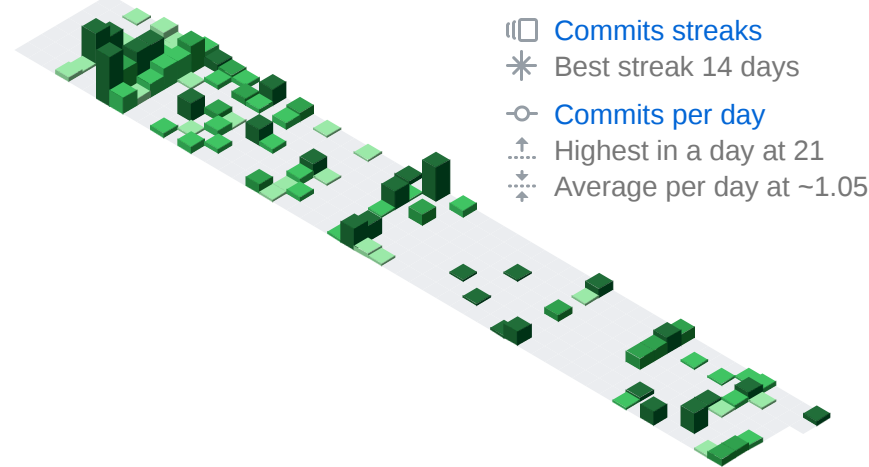 Commits streaks
Best streak 14 days
Commits per day
Highest in a day at 21
Average per day at ~1.05